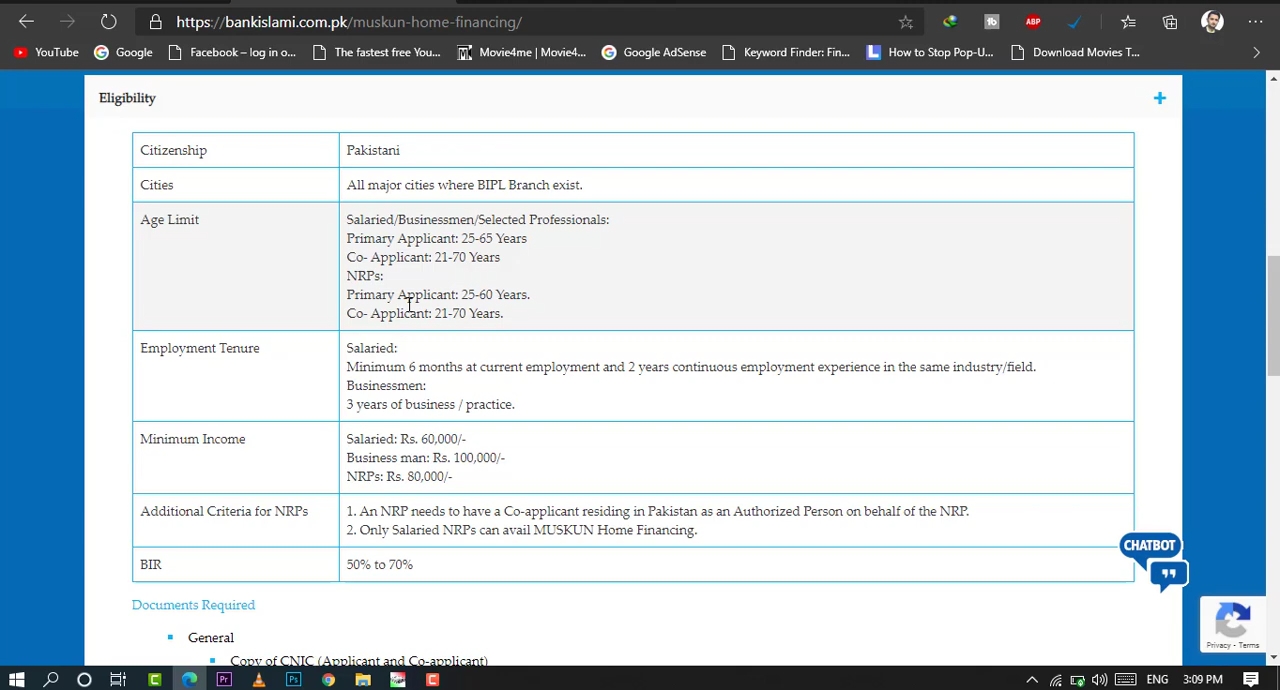 https://bankislami.com.pk/muskun-home-financing/
YouTube
Google
Facebook – log in o...
The fastest free You...
Movie4me | Movie4...
Google AdSense
Keyword Finder: Fin...
How to Stop Pop-U...
Download Movies T...
Eligibility
Citizenship
Pakistani
Cities
All major cities where BIPL Branch exist.
Age Limit
Salaried/Businessmen/Selected Professionals:
Primary Applicant: 25-65 Years
Co- Applicant: 21-70 Years
NRPs:
Primary Applicant: 25-60 Years.
Co- Applicant: 21-70 Years.
Employment Tenure
Salaried:
Minimum 6 months at current employment and 2 years continuous employment experience in the same industry/field.
Businessmen:
3 years of business / practice.
Minimum Income
Salaried: Rs. 60,000/-
Business man: Rs. 100,000/-
NRPs: Rs. 80,000/-
Additional Criteria for NRPs
1. An NRP needs to have a Co-applicant residing in Pakistan as an Authorized Person on behalf of the NRP.
2. Only Salaried NRPs can avail MUSKUN Home Financing.
BIR
50% to 70%
CHATBOT
Documents Required
General
Copy of CNIC (Applicant and Co-applicant)
Privacy - Terms
ABP
tb
Pr
Ps
ENG
3:09 PM